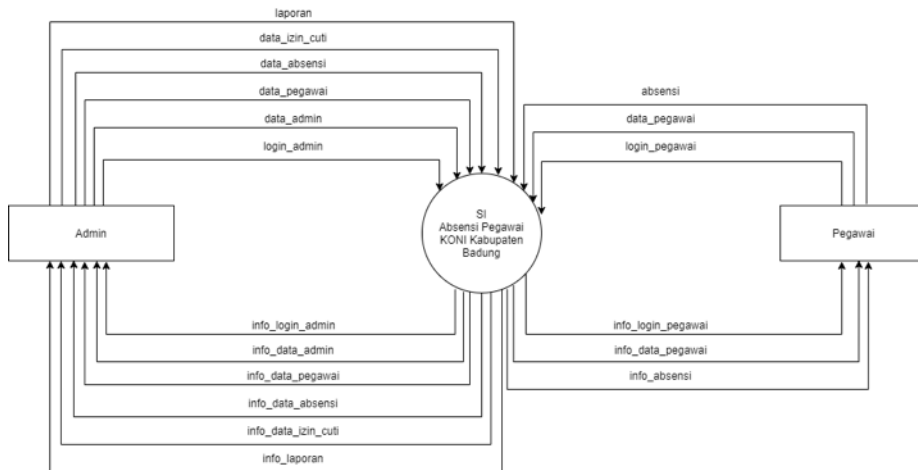 laporan
data_izin_cuti
data_absensi
data_pegawai
data_admin
login_admin
absensi
data_pegawai
login_pegawai
Admin
SI
Absensi Pegawai
KONI Kabupaten
Badung
Pegawai
info_login_admin
info_data_admin
info_data_pegawai
info_data_absensi
info_data_izin_cuti
info_laporan
info_login_pegawai
info_data_pegawai
info_absensi